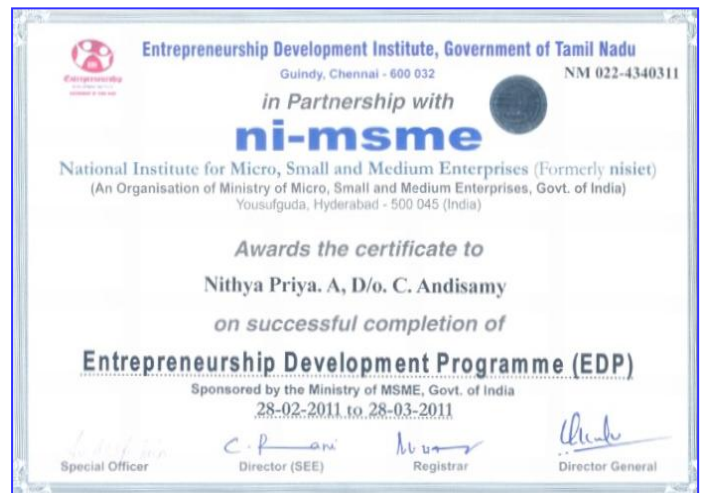 Entrepreneurship Development Institute, Government of Tamil Nadu
Guindy, Chennai - 600 032
NM 022-4340311
in Partnership with
ni-msme
National Institute for Micro, Small and Medium Enterprises (Formerly nisiet)
(An Organisation of Ministry of Micro, Small and Medium Enterprises, Govt. of India)
Yousufguda, Hyderabad - 500 045 (India)
Awards the certificate to
Nithya Priya. A, D/o. C. Andisamy
on successful completion of
Entrepreneurship Development Programme (EDP)
Sponsored by the Ministry of MSME, Govt. of India
28-02-2011 to 28-03-2011
Special Officer
Director (SEE)
Registrar
Director General